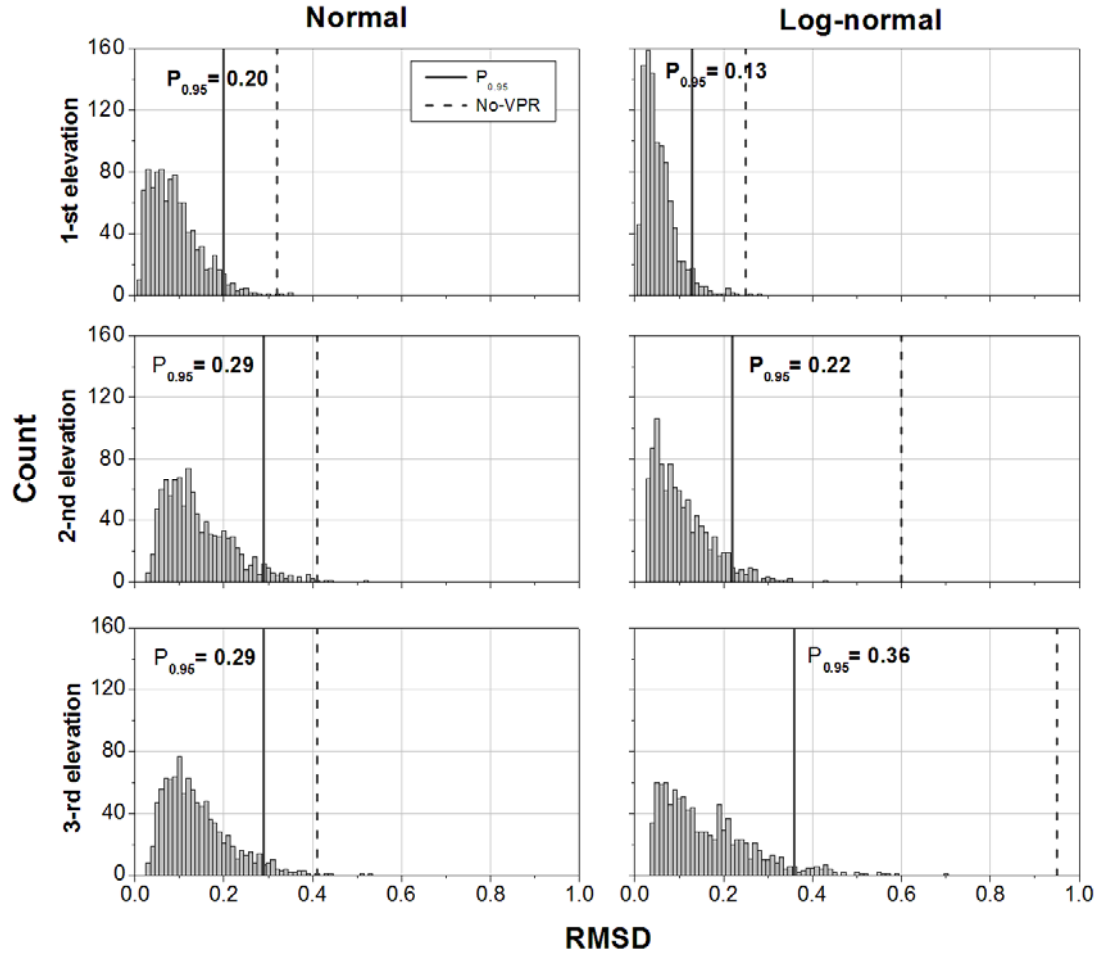 Normal
Log-normal
160
120
80
40
0
1-st elevation
P0.95= 0.20
P0.95
No-VPR
P0.95= 0.13
Count
160
120
80
40
0
2-nd elevation
P0.95= 0.29
P0.95= 0.22
160
120
80
40
0
3-rd elevation
P0.95= 0.29
P0.95= 0.36
0.0 0.2 0.4 0.6 0.8 1.0
0.0 0.2 0.4 0.6 0.8 1.0
RMSD